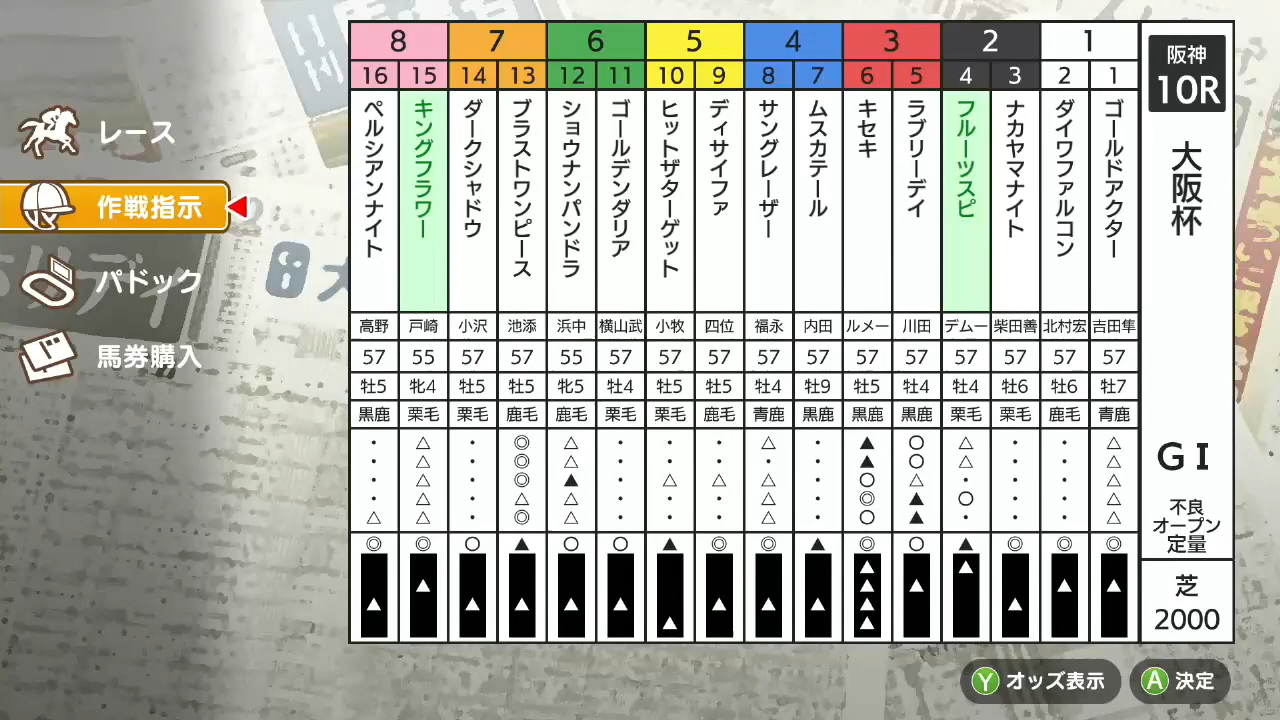 レース
作戦指示
パドック
馬券購入
8 7 6 5 4 3 2 1
16 15 14 13 12 11 10 9 8 7 6 5 4 3 2 1
ペルシアンナイト
キングフラワー
ダークシャドウ
ブラストワンピース
ショウナンパンドラ
ゴールデンダリア
ヒットザターゲット
ディサイファ
サングレーザー
ムスカテール
キセキ
ラブリーデイ
フルーツスピ
ナカヤマナイト
ダイワファルコン
ゴールドアクター
高野 戸崎 小沢 池添 浜中 横山武 小牧 四位 福永 内田 ルメー 川田 デムー 柴田善 北村宏 吉田隼
57 55 57 57 55 57 57 57 57 57 57 57 57 57 57 57
牡5 牝4 牡5 牡5 牝5 牡4 牡5 牡5 牡4 牡9 牡5 牡4 牡4 牡6 牡6 牡7
黒鹿 栗毛 栗毛 鹿毛 鹿毛 栗毛 栗毛 鹿毛 青鹿 黒鹿 黒鹿 黒鹿 栗毛 栗毛 鹿毛 青鹿
阪神
10R
大阪杯
GI
不良
オープン
定量
芝
2000
Y オッズ表示 A 決定